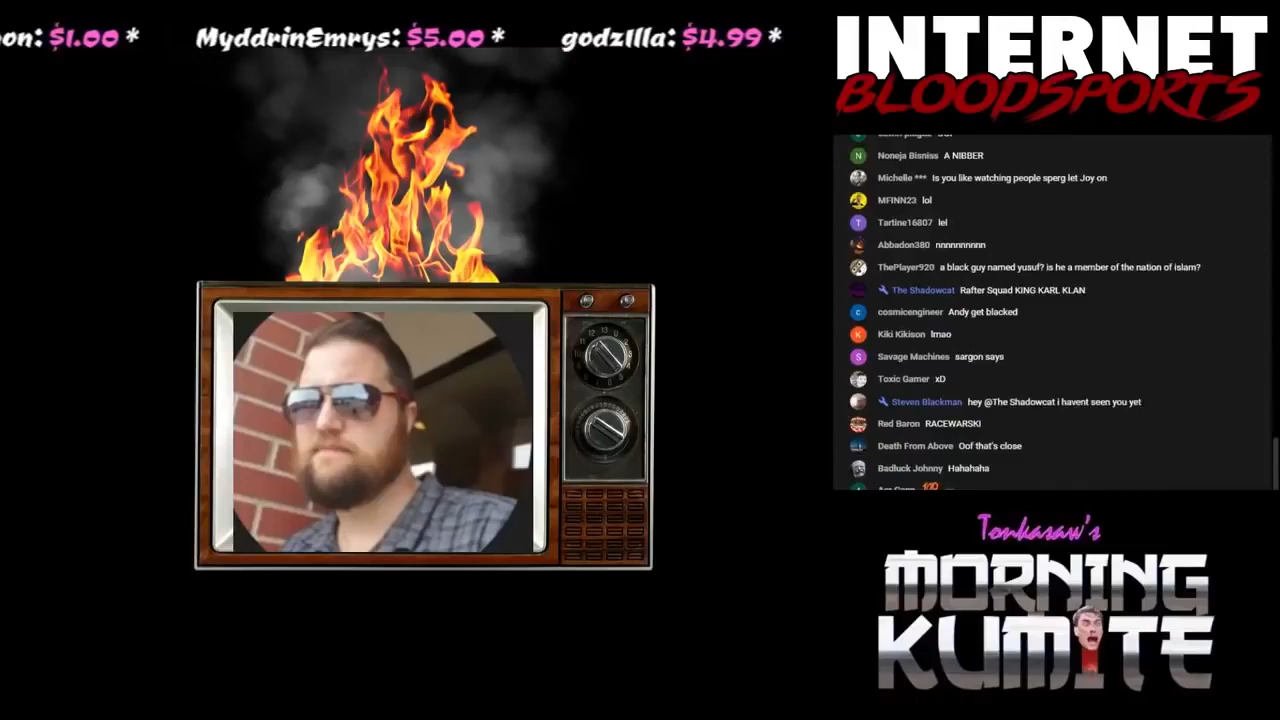 on: $1.00 * MyddrinEmrys: $5.00 * godz1lla: $4.99 *
INTERNET
BLOODSPORTS
Noneja Bisniss A NIBBER
Michelle *** Is you like watching people sperg let Joy on
MFINN23 lol
T Tartine16807 lel
Abbadon380 nnnnnnnnnn
ThePlayer920 a black guy named yusuf? is he a member of the nation of islam?
The Shadowcat Rafter Squad KING KARL KLAN
cosmicengineer Andy get blacked
Kiki Kikison lmao
Savage Machines sargon says
Toxic Gamer xD
Steven Blackman hey @The Shadowcat i havent seen you yet
Red Baron RACEWARSKI
Death From Above Oof that's close
Badluck Johnny Hahahaha
Tonkasaw's
MORNING
KUMITE